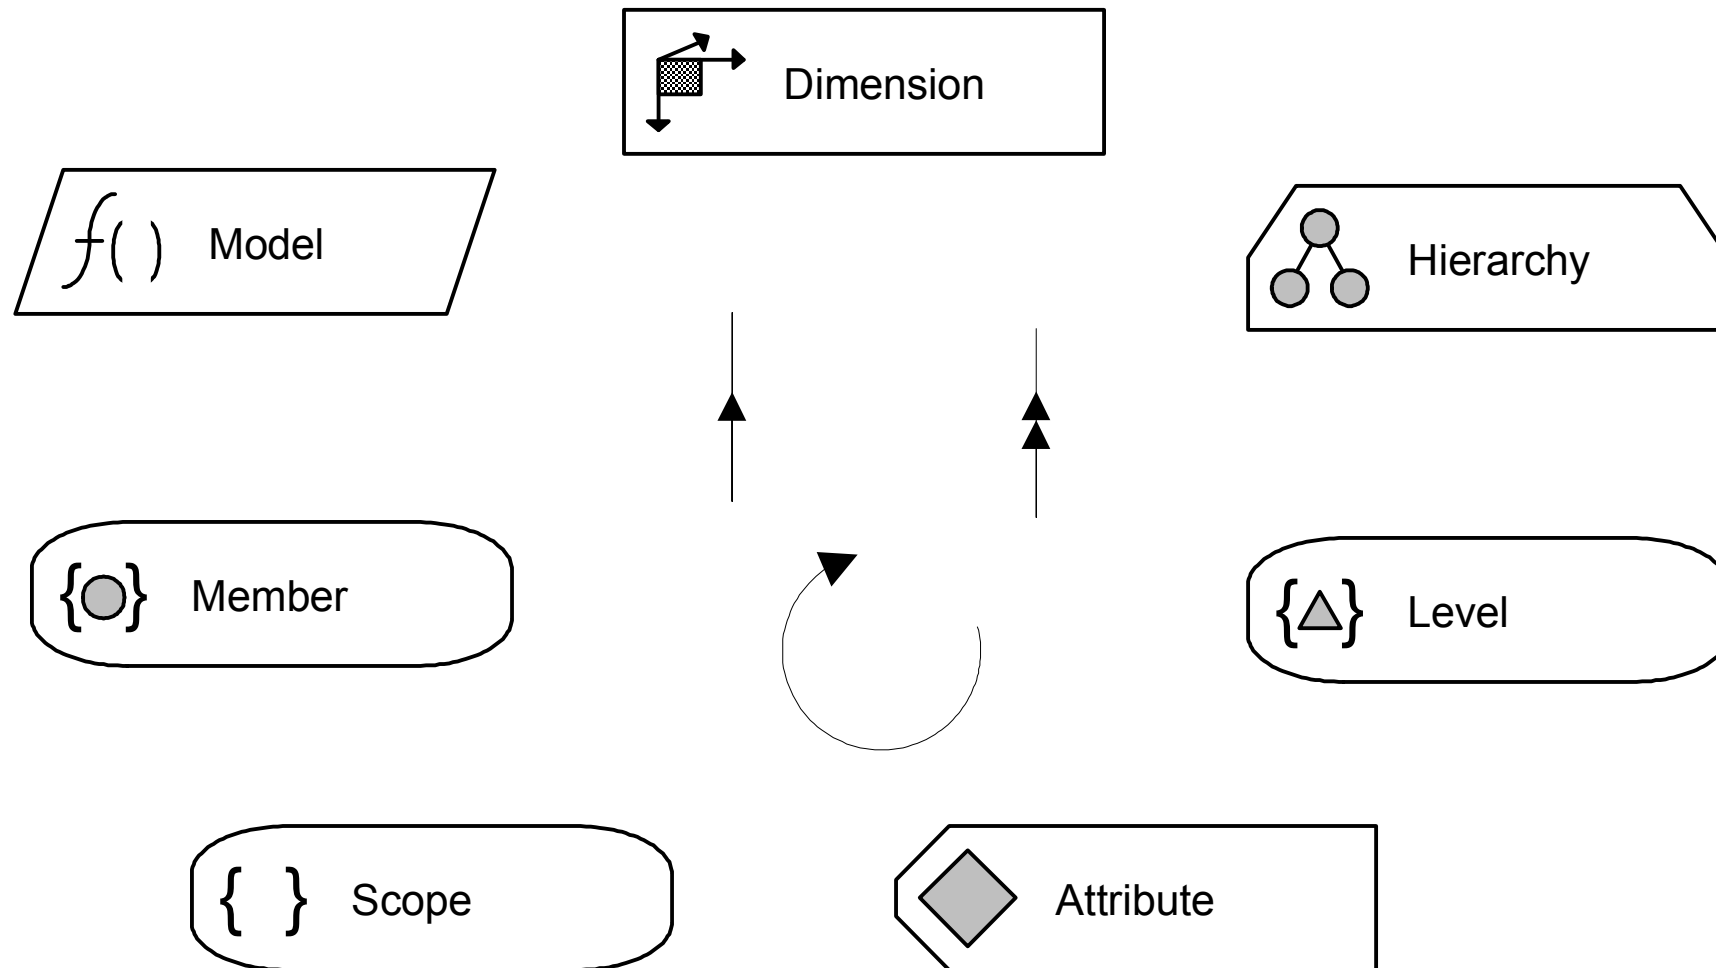 Dimension
f( ) Model
Hierarchy
{ } Member
{ } Level
{ } Scope
Attribute